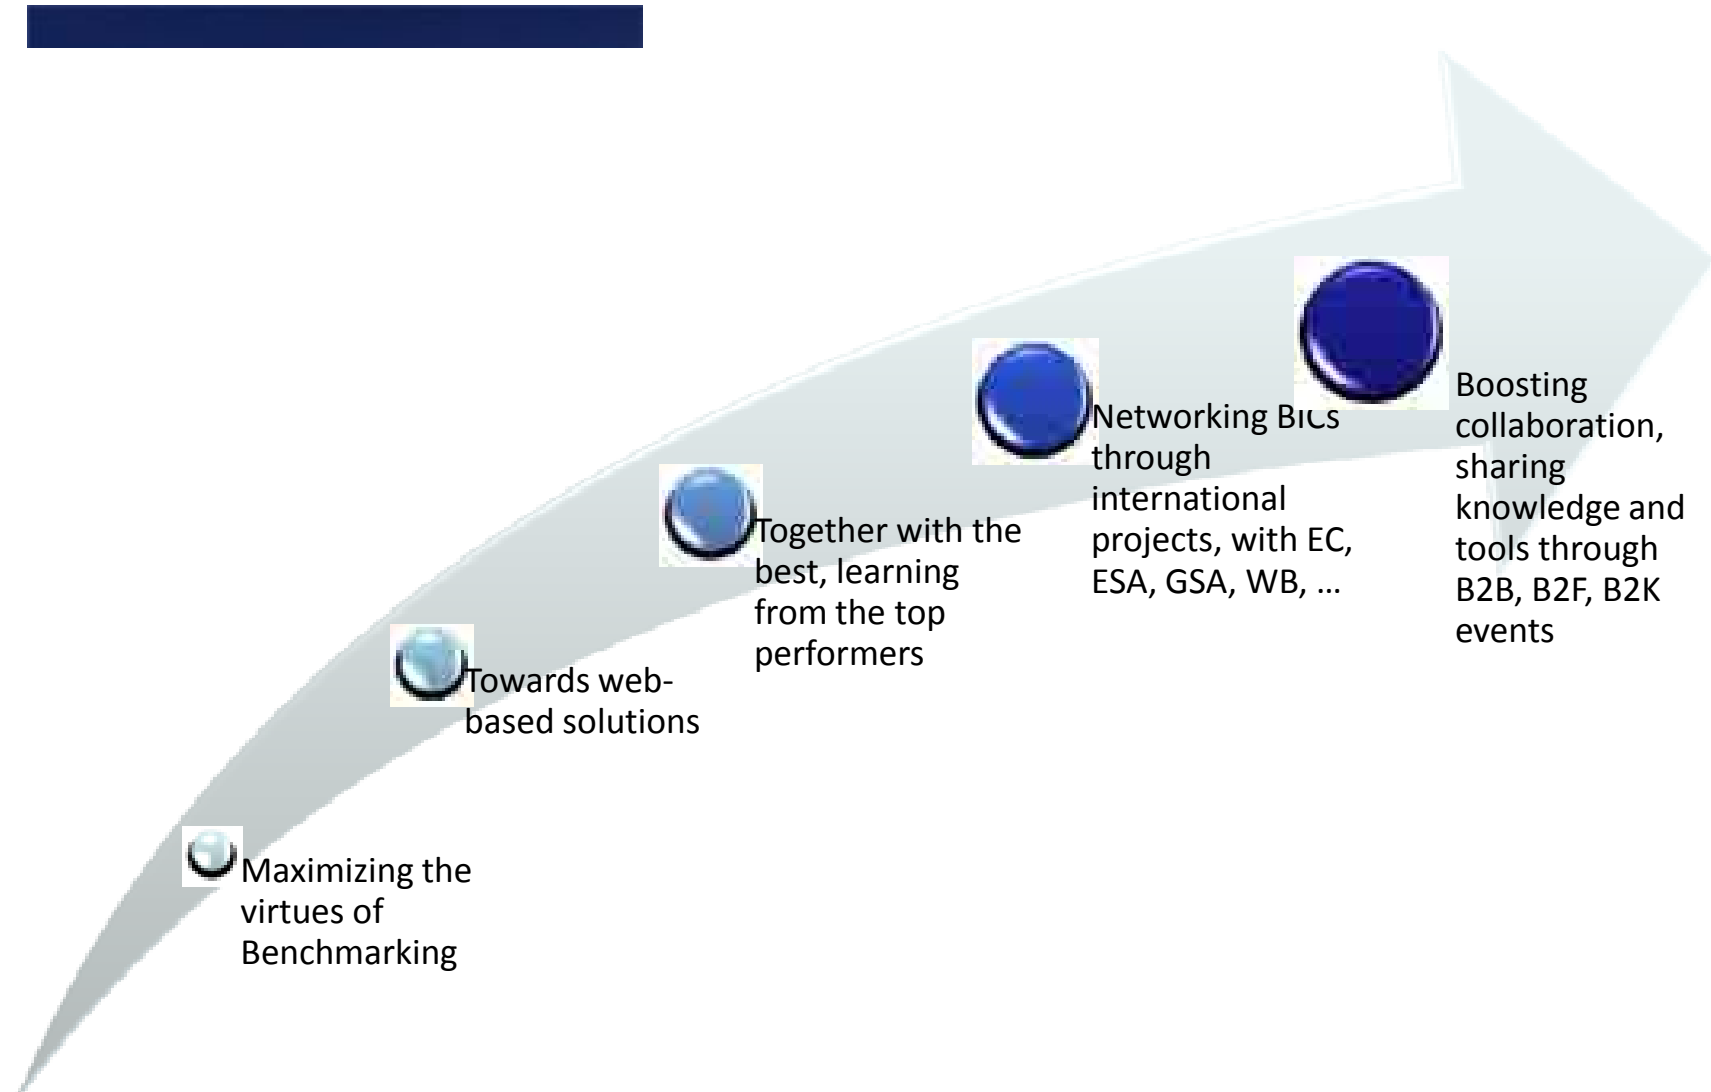 Maximizing the
virtues of
Benchmarking
Towards web-
based solutions
Together with the
best, learning
from the top
performers
Networking BICs
through
international
projects, with EC,
ESA, GSA, WB, ...
Boosting
collaboration,
sharing
knowledge and
tools through
B2B, B2F, B2K
events